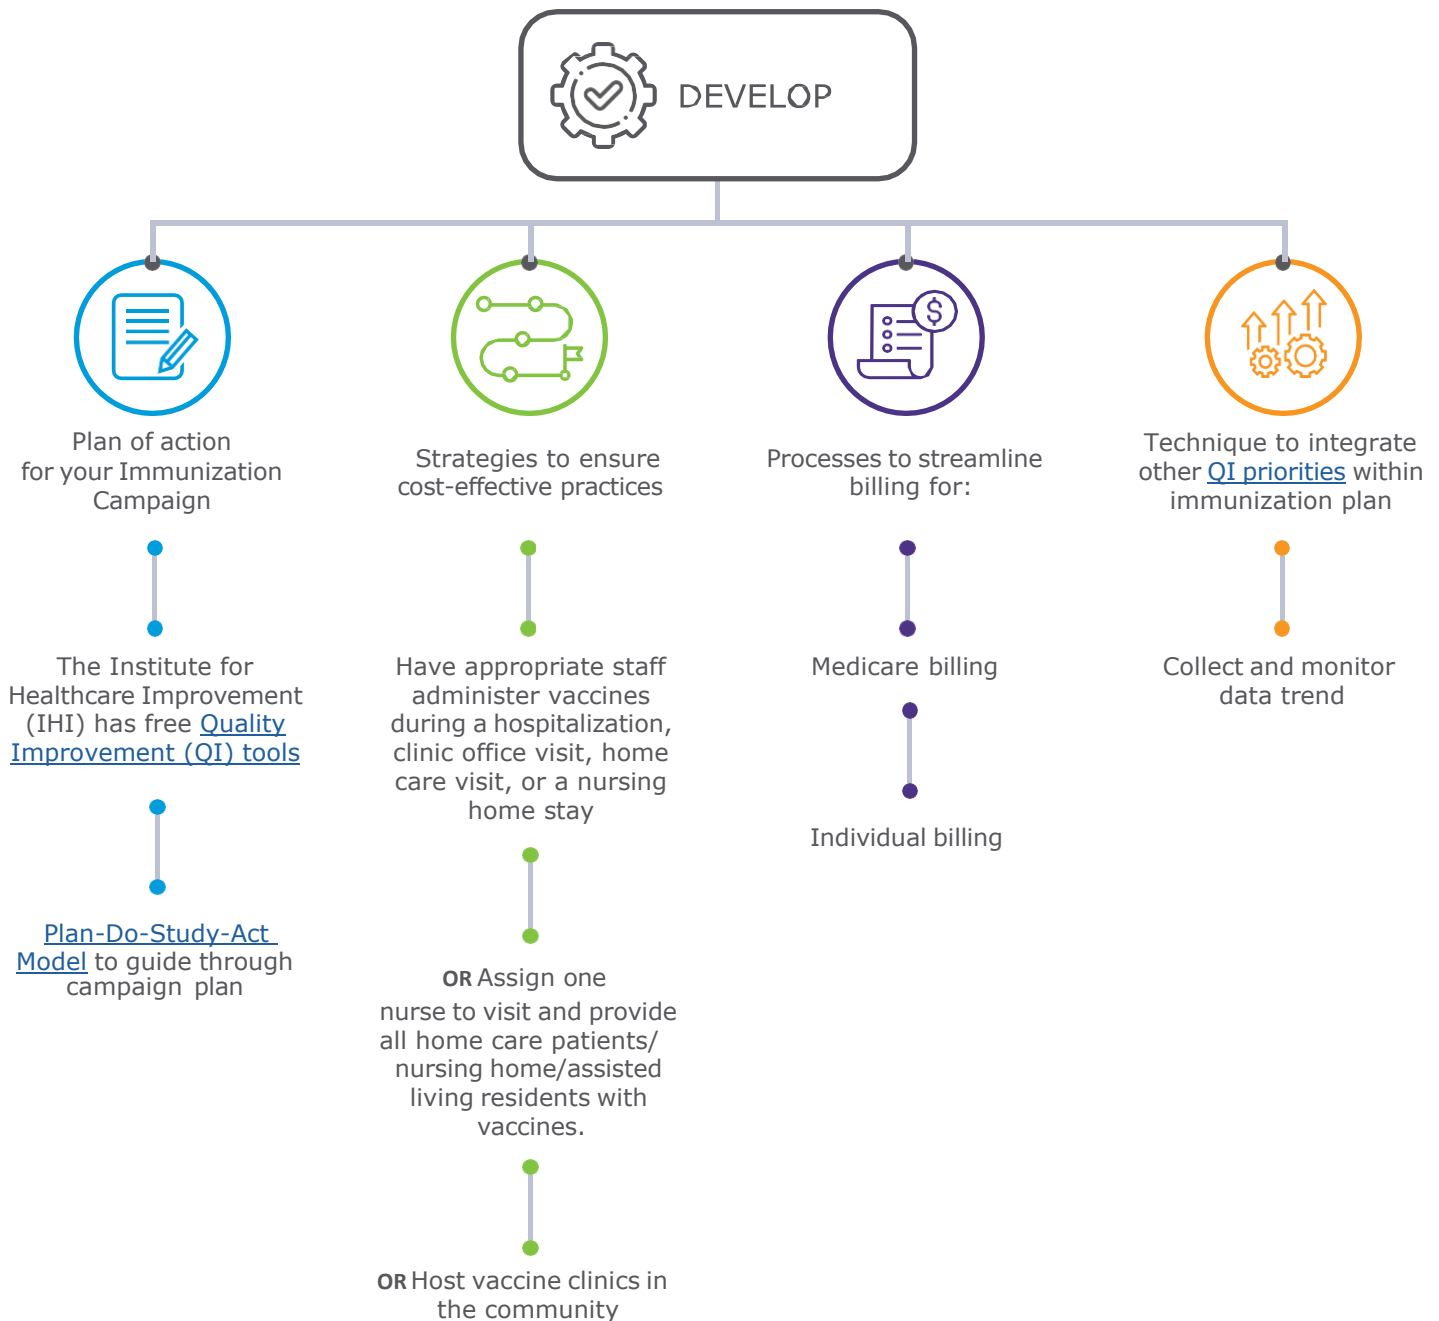 DEVELOP
Plan of action
for your Immunization
Campaign
The Institute for
Healthcare Improvement
(IHI) has free Quality
Improvement (QI) tools
Plan-Do-Study-Act
Model to guide through
campaign plan
Strategies to ensure
cost-effective practices
Have appropriate staff
administer vaccines
during a hospitalization,
clinic office visit, home
care visit, or a nursing
home stay
OR Assign one
nurse to visit and provide
all home care patients/
nursing home/assisted
living residents with
vaccines.
OR Host vaccine clinics in
the community
$
Processes to streamline
billing for:
Medicare billing
Individual billing
Technique to integrate
other QI priorities within
immunization plan
Collect and monitor
data trend